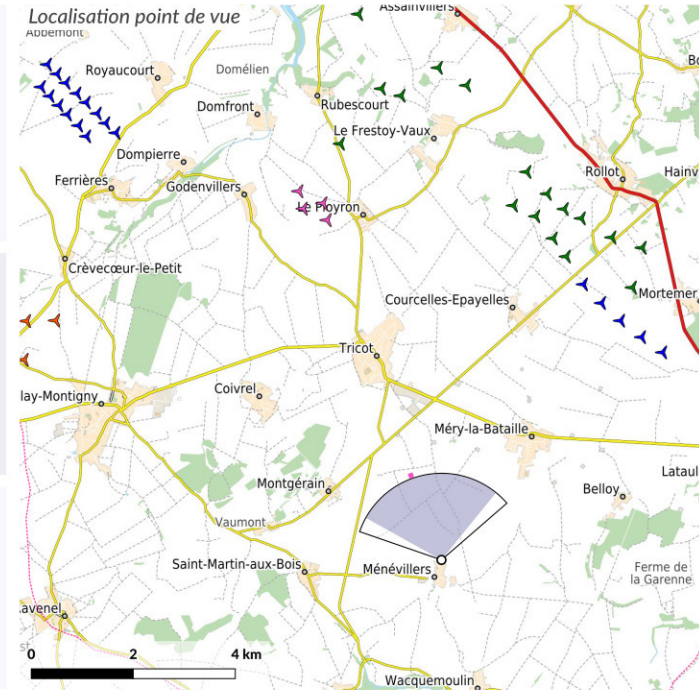 Localisation point de vue
Abbémont
Assainvillers
Royaucourt
Domélien
Domfront
Rubescourt
Le Frestoy-Vaux
Dompierre
Rollot
Hainv
Ferrières
Godenvillers
Le Ployron
Crèvecœur-le-Petit
Courcelles-Epayelles
Mortemer
Tricot
lay-Montigny
Coivrel
Méry-la-Bataille
Lataul
Montgérain
Belloy
Vaumont
Saint-Martin-aux-Bois
Ménévillers
Ferme de
la Garenne
avenel
0 2 4 km
Wacquemoulin